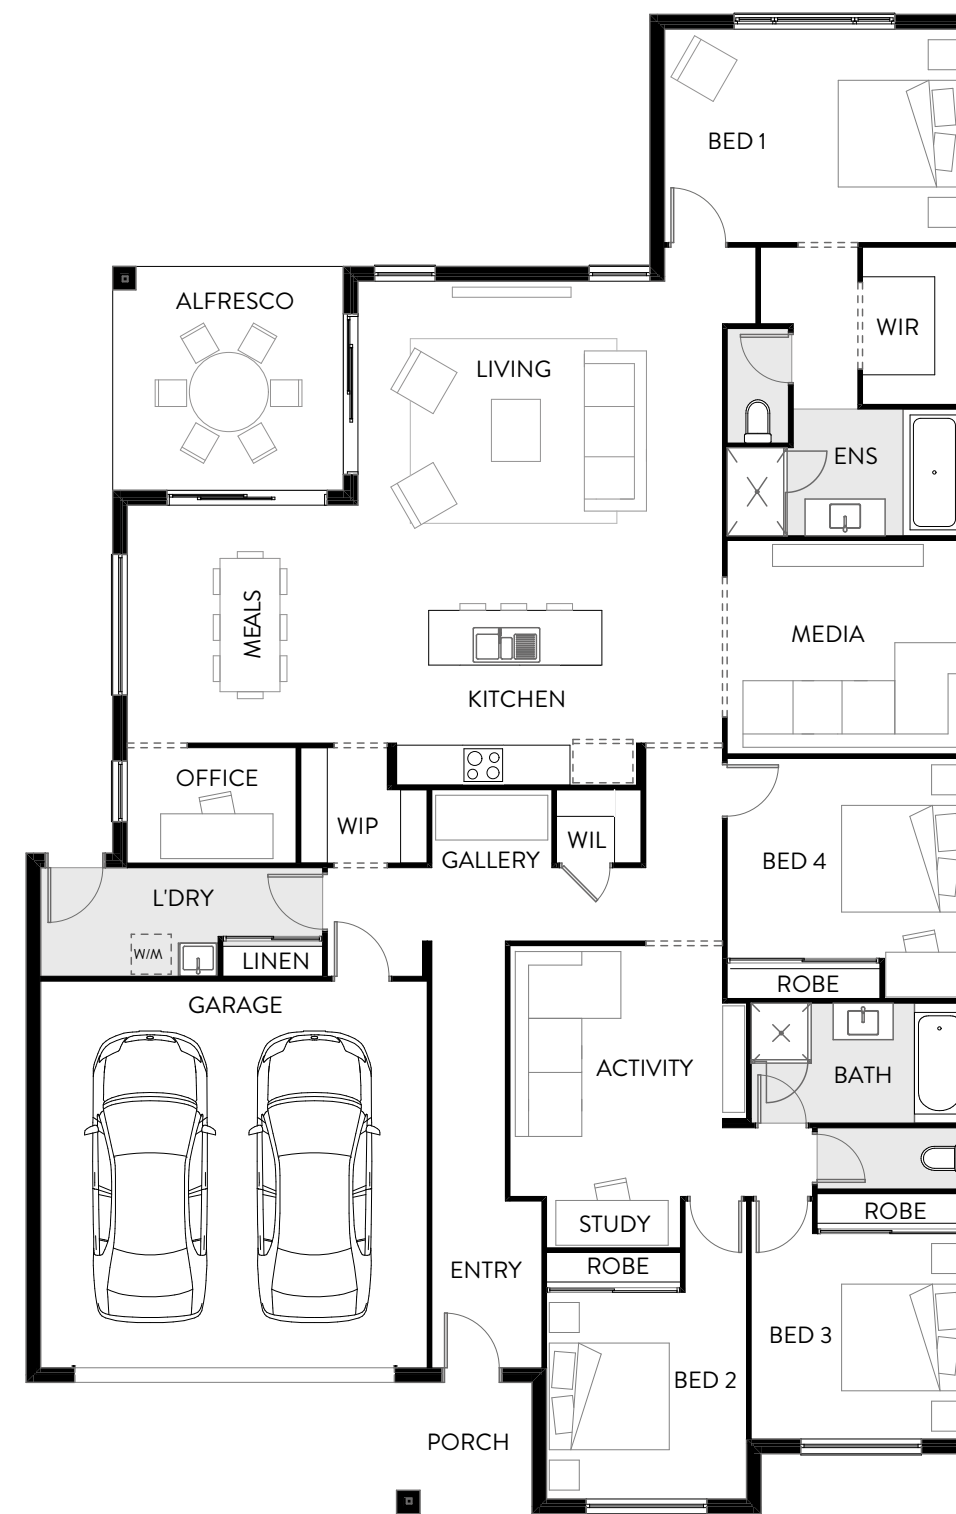 BED 1
ALFRESCO
WIR
LIVING
ENS
MEALS
MEDIA
KITCHEN
OFFICE
WIP
WIL
GALLERY
BED 4
L'DRY
W/M
LINEN
ROBE
GARAGE
ACTIVITY
BATH
STUDY
ROBE
ROBE
ENTRY
BED 3
BED 2
PORCH